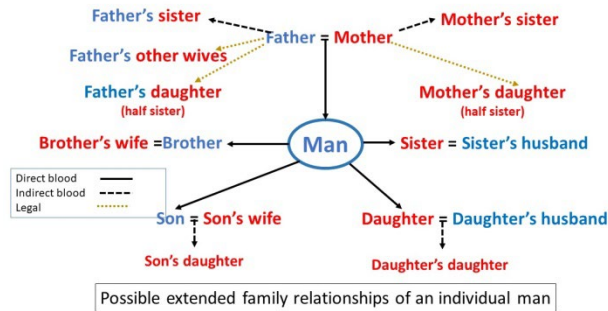 Father's sister
Mother's sister
Father = Mother
Father's other wives
Father's daughter
(half sister)
Mother's daughter
(half sister)
Brother's wife =Brother
Man
Sister = Sister's husband
Direct blood
Indirect blood
Legal
Son = Son's wife
Daughter = Daughter's husband
Son's daughter
Daughter's daughter
Possible extended family relationships of an individual man